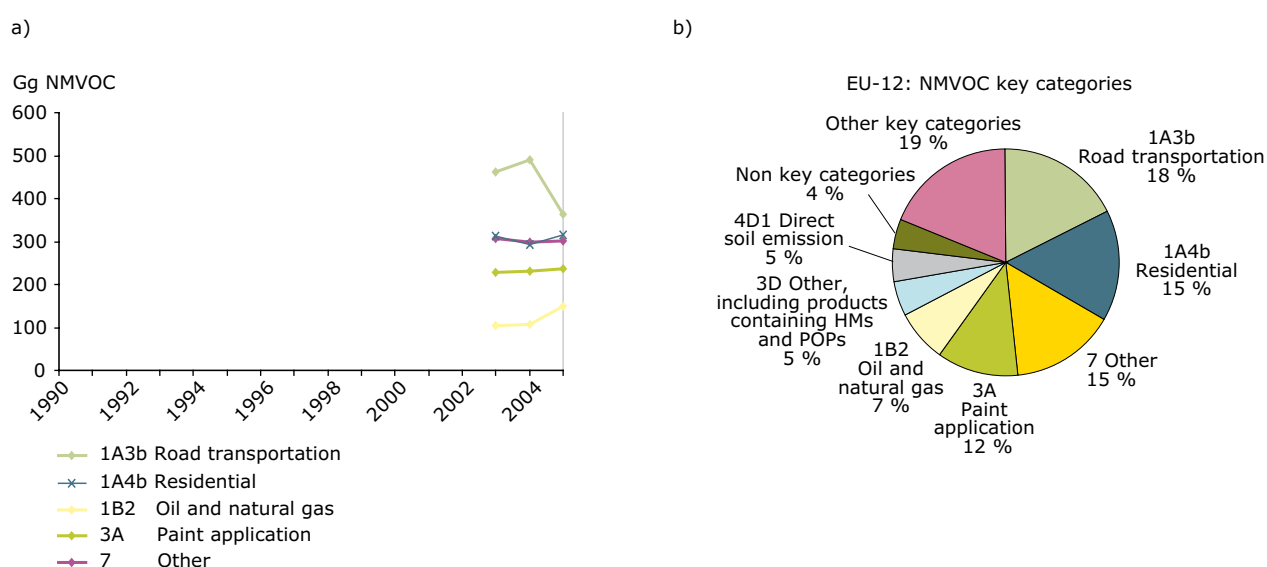 a)
Gg NMVOC
600
500
400
300
200
100
0
1990
1992
1994
1996
1998
2000
2002
2004
1A3b Road transportation
1A4b Residential
1B2 Oil and natural gas
3A Paint application
7 Other
b)
EU-12: NMVOC key categories
Other key categories
19 %
1A3b
Road transportation
18 %
Non key categories
4 %
4D1 Direct
soil emission
5 %
1A4b
Residential
15 %
3D Other,
including products
containing HMs
and POPs
5 %
1B2
Oil and
natural gas
7 %
3A
Paint
application
12 %
7 Other
15 %